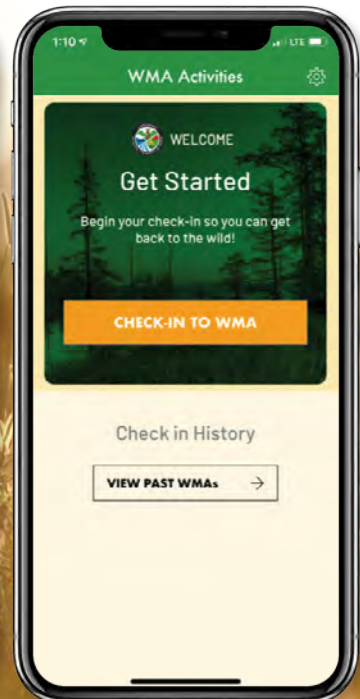 1:10
LTE
WMA Activities
WELCOME
Get Started
Begin your check-in so you can get
back to the wild!
CHECK-IN TO WMA
Check in History
VIEW PAST WMAs